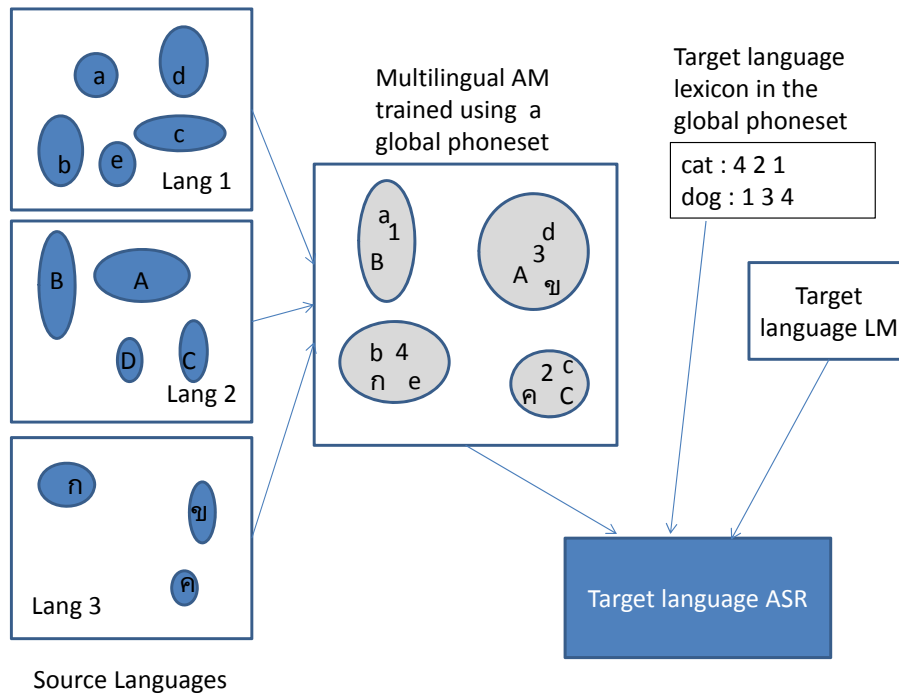 a
d
b
e
c
Lang 1
B
A
D
C
Lang 2
ก
ข
ค
Lang 3
Source Languages
Multilingual AM
trained using a
global phoneset
a
1
B
d
3
A ข
b 4
ก e
2 c
ค C
Target language
lexicon in the
global phoneset
cat : 4 2 1
dog : 1 3 4
Target
language LM
Target language ASR